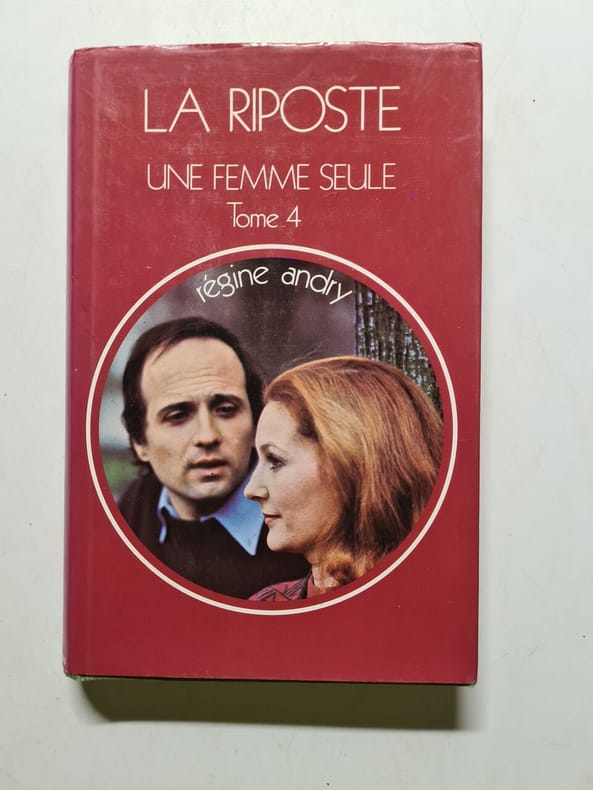 LA RIPOSTE
UNE FEMME SEULE
Tome 4
régine andry